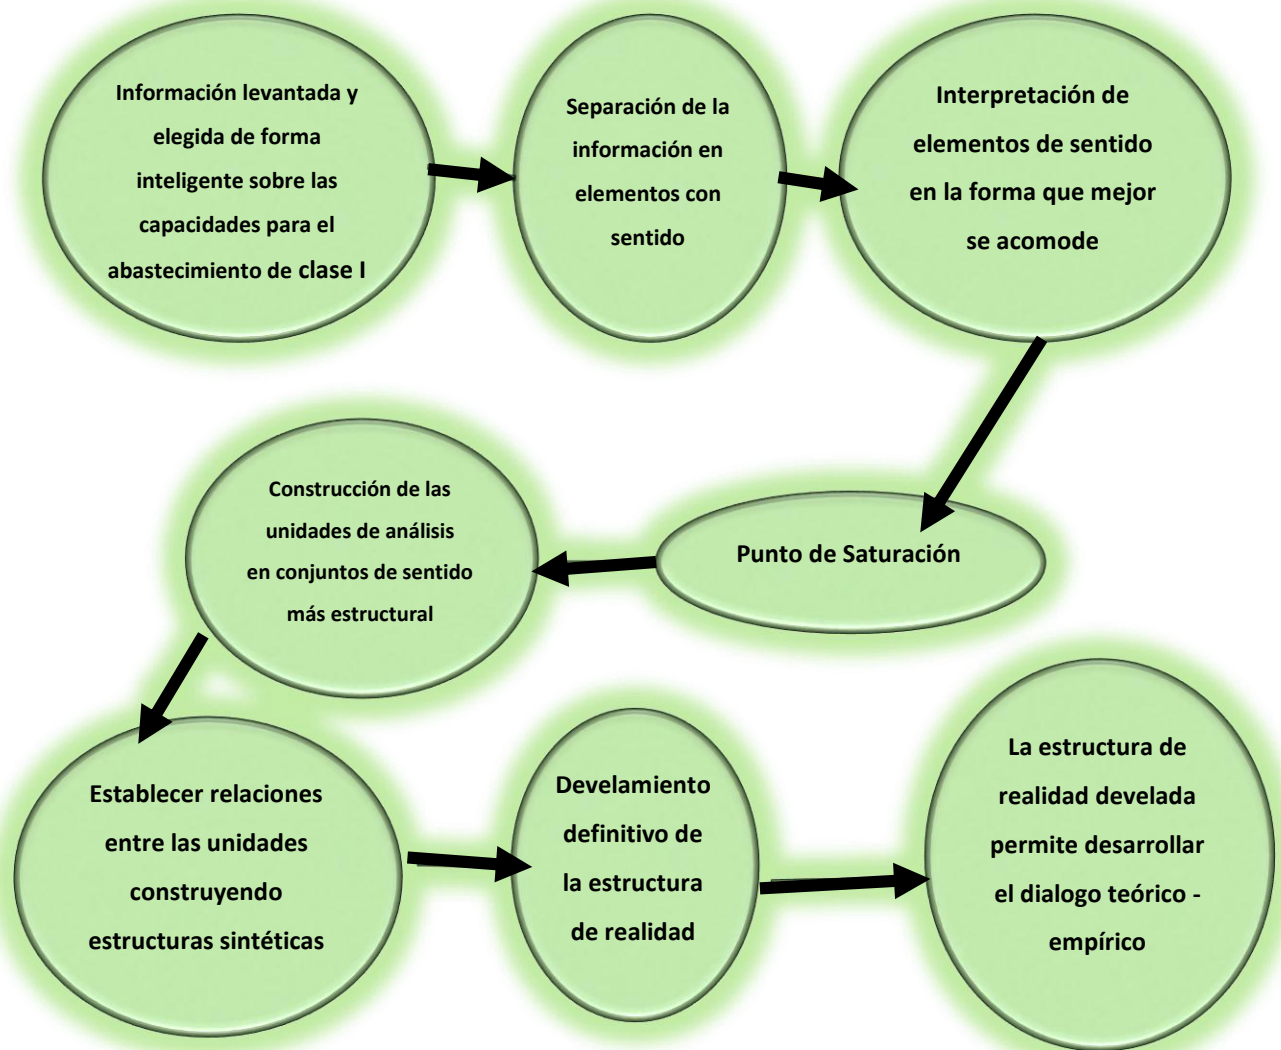 Información levantada y
elegida de forma
inteligente sobre las
capacidades para el
abastecimiento de clase I
Separación de la
información en
elementos con
sentido
Interpretación de
elementos de sentido
en la forma que mejor
se acomode
Punto de Saturación
Construcción de las
unidades de análisis
en conjuntos de sentido
más estructural
Establecer relaciones
entre las unidades
construyendo
estructuras sintéticas
Develamiento
definitivo de
la estructura
de realidad
La estructura de
realidad develada
permite desarrollar
el dialogo teórico -
empírico